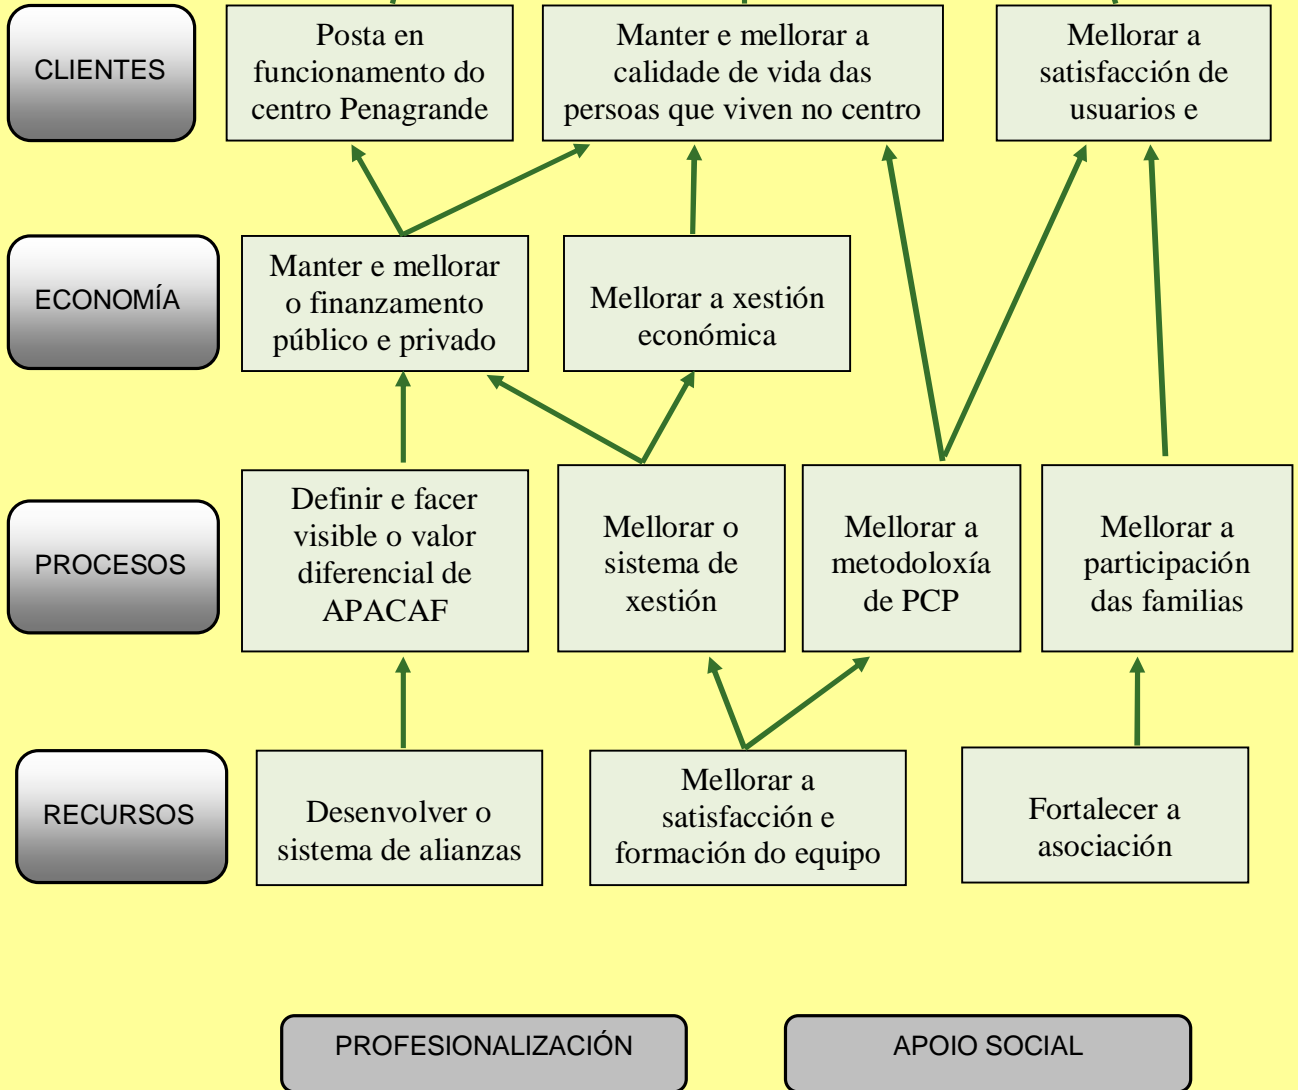 CLIENTES
Posta en
funcionamento do
centro Penagrande
Manter e mellorar a
calidade de vida das
persoas que viven no centro
Mellorar a
satisfacción de
usuarios e
ECONOMÍA
Manter e mellorar
o finanzamento
público e privado
Mellorar a xestión
económica
PROCESOS
Definir e facer
visible o valor
diferencial de
APACAF
Mellorar o
sistema de
xestión
Mellorar a
metodoloxía
de PCP
Mellorar a
participación
das familias
RECURSOS
Desenvolver o
sistema de alianzas
Mellorar a
satisfacción e
formación do equipo
Fortalecer a
asociación
PROFESIONALIZACIÓN
APOIO SOCIAL